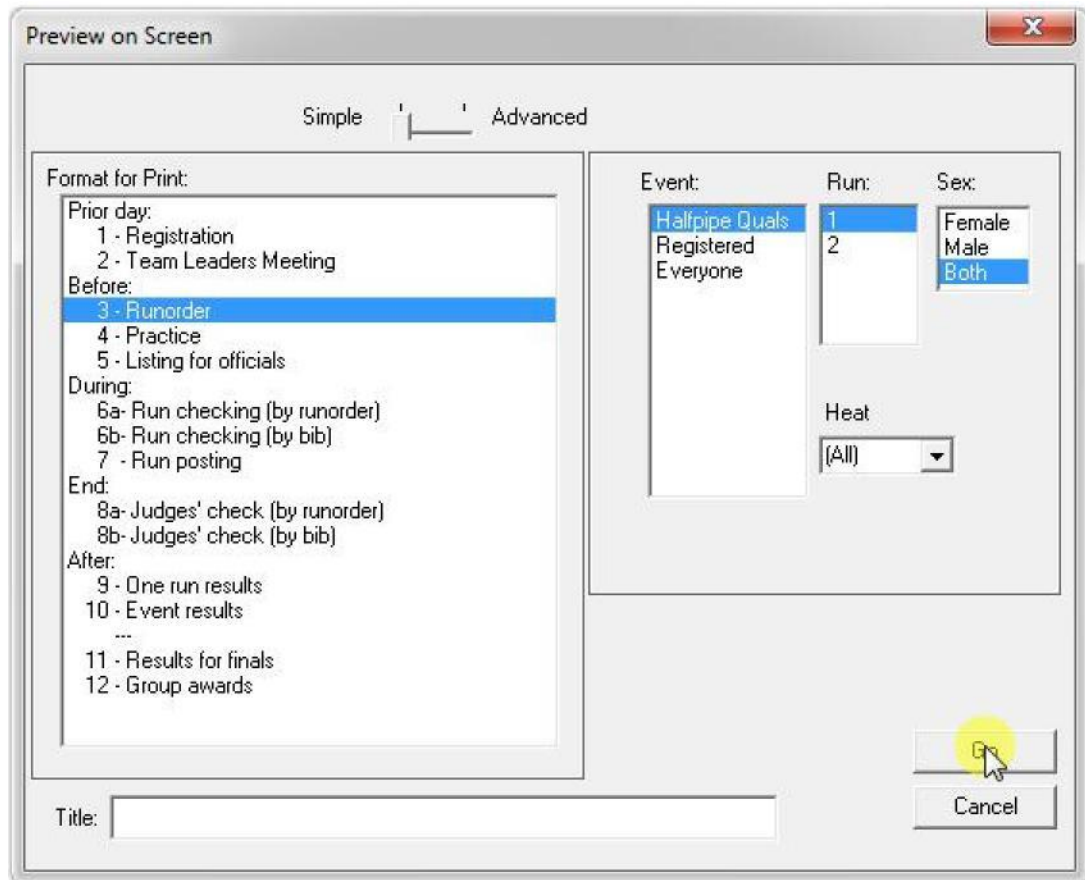 Preview on Screen
Simple Advanced
Format for Print:
Prior day:
1 - Registration
2 - Team Leaders Meeting
Before:
3 - Runorder
4 - Practice
5 - Listing for officials
During:
6a- Run checking (by runorder)
6b- Run checking (by bib)
7 - Run posting
End:
8a- Judges' check (by runorder)
8b- Judges' check (by bib)
After:
9 - One run results
10 - Event results
---
11 - Results for finals
12 - Group awards
Event:
Halfpipe Quals
Registered
Everyone
Run:
1
2
Sex:
Female
Male
Both
Heat
(All)
Go
Cancel
Title: